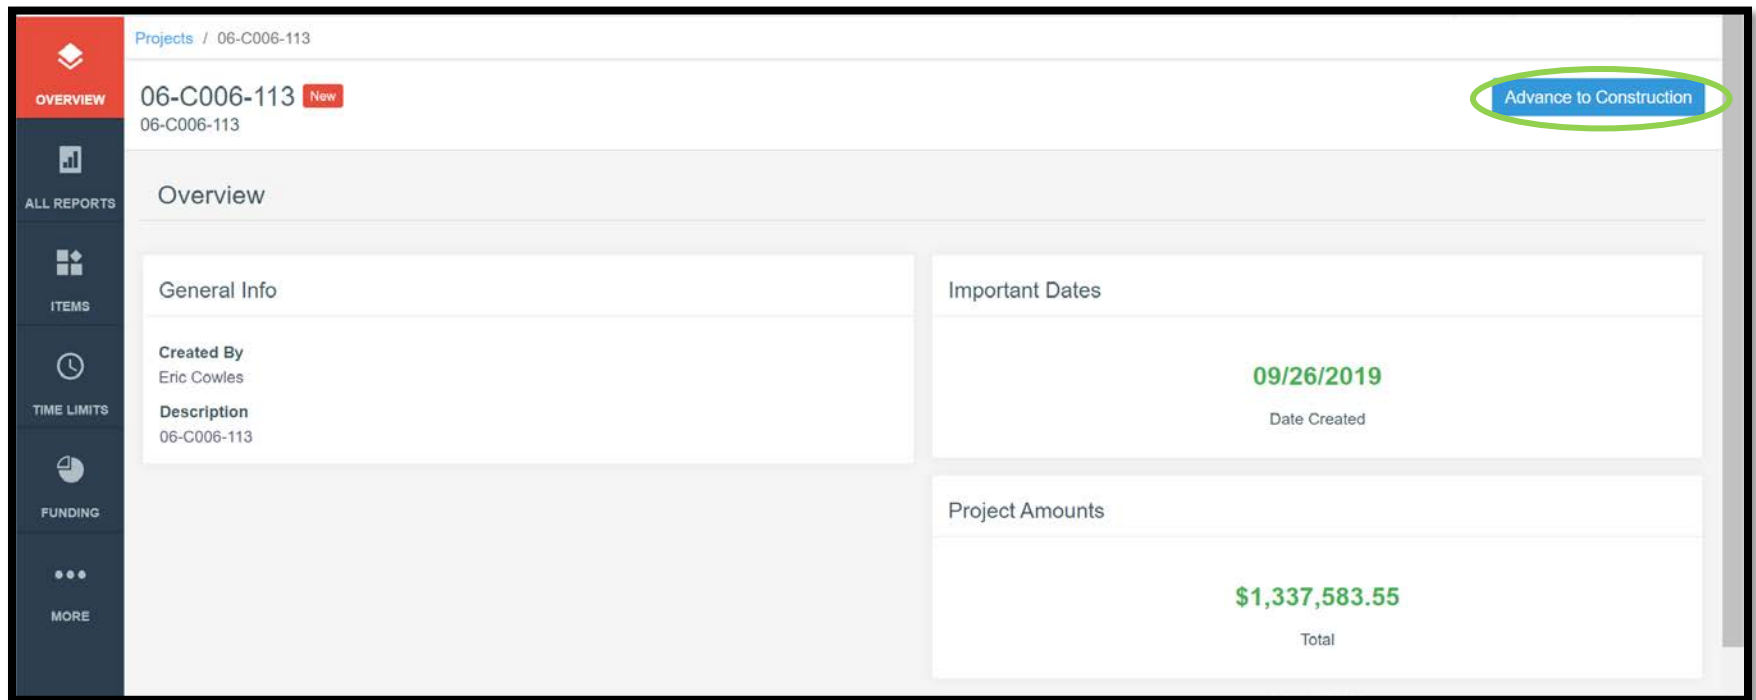 OVERVIEW
ALL REPORTS
ITEMS
TIME LIMITS
FUNDING
MORE
Projects / 06-C006-113
06-C006-113 New
06-C006-113
Advance to Construction
Overview
General Info
Created By
Eric Cowles
Description
06-C006-113
Important Dates
09/26/2019
Date Created
Project Amounts
$1,337,583.55
Total